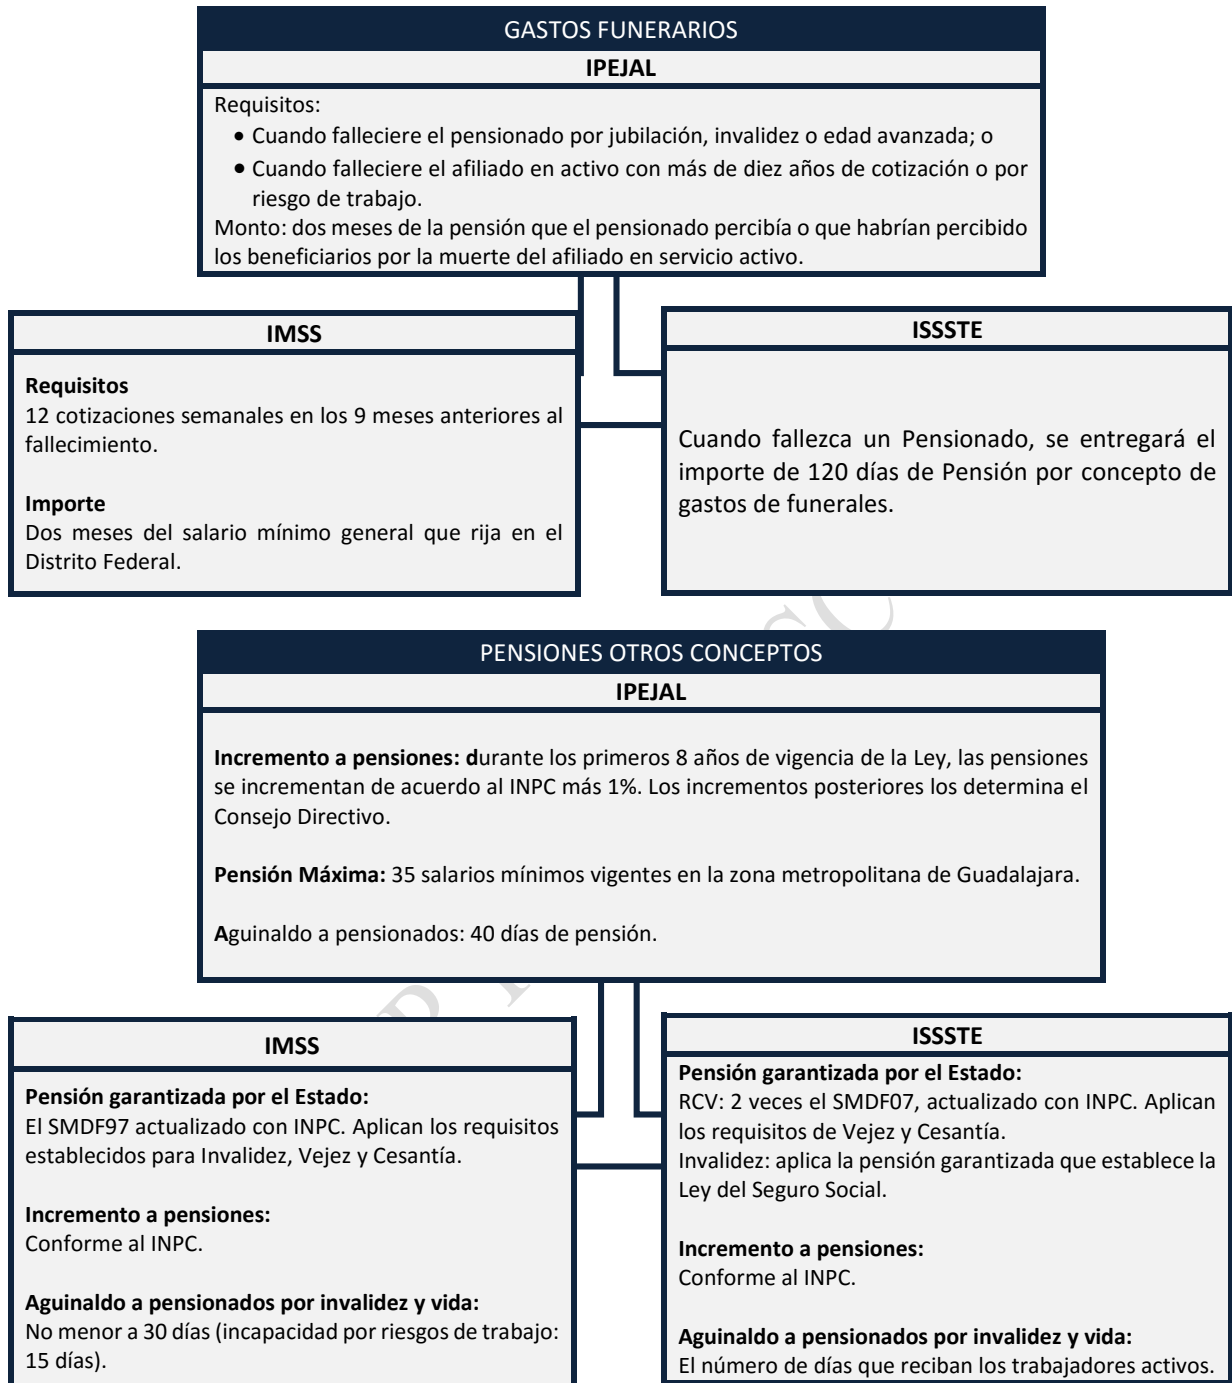 GASTOS FUNERARIOS
IPEJAL
Requisitos:
• Cuando falleciere el pensionado por jubilación, invalidez o edad avanzada; o
• Cuando falleciere el afiliado en activo con más de diez años de cotización o por
riesgo de trabajo.
Monto: dos meses de la pensión que el pensionado percibía o que habrían percibido
los beneficiarios por la muerte del afiliado en servicio activo.
IMSS
Requisitos
12 cotizaciones semanales en los 9 meses anteriores al
fallecimiento.
Importe
Dos meses del salario mínimo general que rija en el
Distrito Federal.
ISSSTE
Cuando fallezca un Pensionado, se entregará el
importe de 120 días de Pensión por concepto de
gastos de funerales.
PENSIONES OTROS CONCEPTOS
IPEJAL
Incremento a pensiones: durante los primeros 8 años de vigencia de la Ley, las pensiones
se incrementan de acuerdo al INPC más 1%. Los incrementos posteriores los determina el
Consejo Directivo.
Pensión Máxima: 35 salarios mínimos vigentes en la zona metropolitana de Guadalajara.
Aguinaldo a pensionados: 40 días de pensión.
IMSS
Pensión garantizada por el Estado:
El SMDF97 actualizado con INPC. Aplican los requisitos
establecidos para Invalidez, Vejez y Cesantía.
Incremento a pensiones:
Conforme al INPC.
Aguinaldo a pensionados por invalidez y vida:
No menor a 30 días (incapacidad por riesgos de trabajo:
15 días).
ISSSTE
Pensión garantizada por el Estado:
RCV: 2 veces el SMDF07, actualizado con INPC. Aplican
los requisitos de Vejez y Cesantía.
Invalidez: aplica la pensión garantizada que establece la
Ley del Seguro Social.
Incremento a pensiones:
Conforme al INPC.
Aguinaldo a pensionados por invalidez y vida:
El número de días que reciban los trabajadores activos.